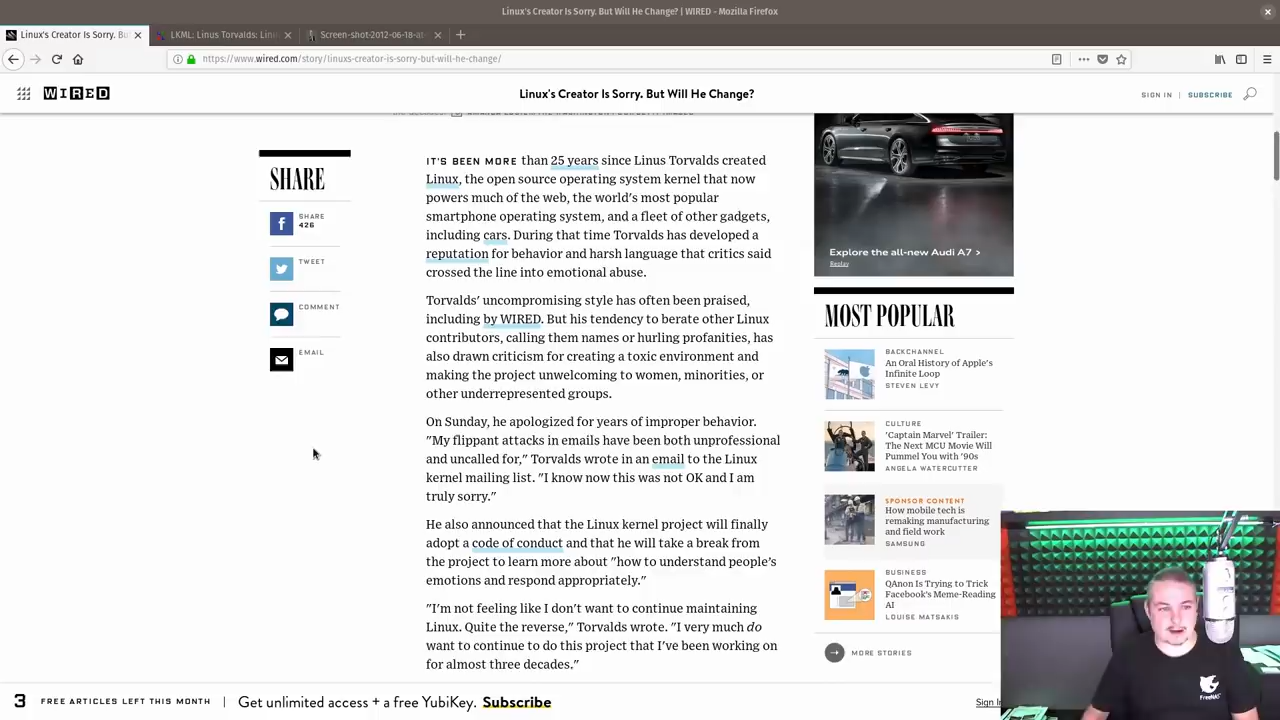 Linux's Creator Is Sorry. But Will He Change? | WIRED - Mozilla Firefox
Linux's Creator Is Sorry. Bu
LKML: Linus Torvalds: Linu
Screen-shot-2012-06-18-at-
https://www.wired.com/story/linuxs-creator-is-sorry-but-will-he-change/
WIRED
Linux's Creator Is Sorry. But Will He Change?
SIGN IN | SUBSCRIBE
SHARE
SHARE
426
TWEET
COMMENT
EMAIL
IT'S BEEN MORE than 25 years since Linus Torvalds created
Linux, the open source operating system kernel that now
powers much of the web, the world's most popular
smartphone operating system, and a fleet of other gadgets,
including cars. During that time Torvalds has developed a
reputation for behavior and harsh language that critics said
crossed the line into emotional abuse.
Torvalds' uncompromising style has often been praised,
including by WIRED. But his tendency to berate other Linux
contributors, calling them names or hurling profanities, has
also drawn criticism for creating a toxic environment and
making the project unwelcoming to women, minorities, or
other underrepresented groups.
On Sunday, he apologized for years of improper behavior.
"My flippant attacks in emails have been both unprofessional
and uncalled for," Torvalds wrote in an email to the Linux
kernel mailing list. "I know now this was not OK and I am
truly sorry."
He also announced that the Linux kernel project will finally
adopt a code of conduct and that he will take a break from
the project to learn more about "how to understand people's
emotions and respond appropriately."
"I'm not feeling like I don't want to continue maintaining
Linux. Quite the reverse," Torvalds wrote. "I very much do
want to continue to do this project that I've been working on
for almost three decades."
Explore the all-new Audi A7 >
Replay
MOST POPULAR
BACKCHANNEL
An Oral History of Apple's
Infinite Loop
STEVEN LEVY
CULTURE
'Captain Marvel' Trailer:
The Next MCU Movie Will
Pummel You with '90s
ANGELA WATERCUTTER
SPONSOR CONTENT
How mobile tech is
remaking manufacturing
and field work
SAMSUNG
BUSINESS
QAnon Is Trying to Trick
Facebook's Meme-Reading
AI
LOUISE MATSAKIS
MORE STORIES
3 FREE ARTICLES LEFT THIS MONTH | Get unlimited access + a free YubiKey. Subscribe
Sign In
FreeNAS